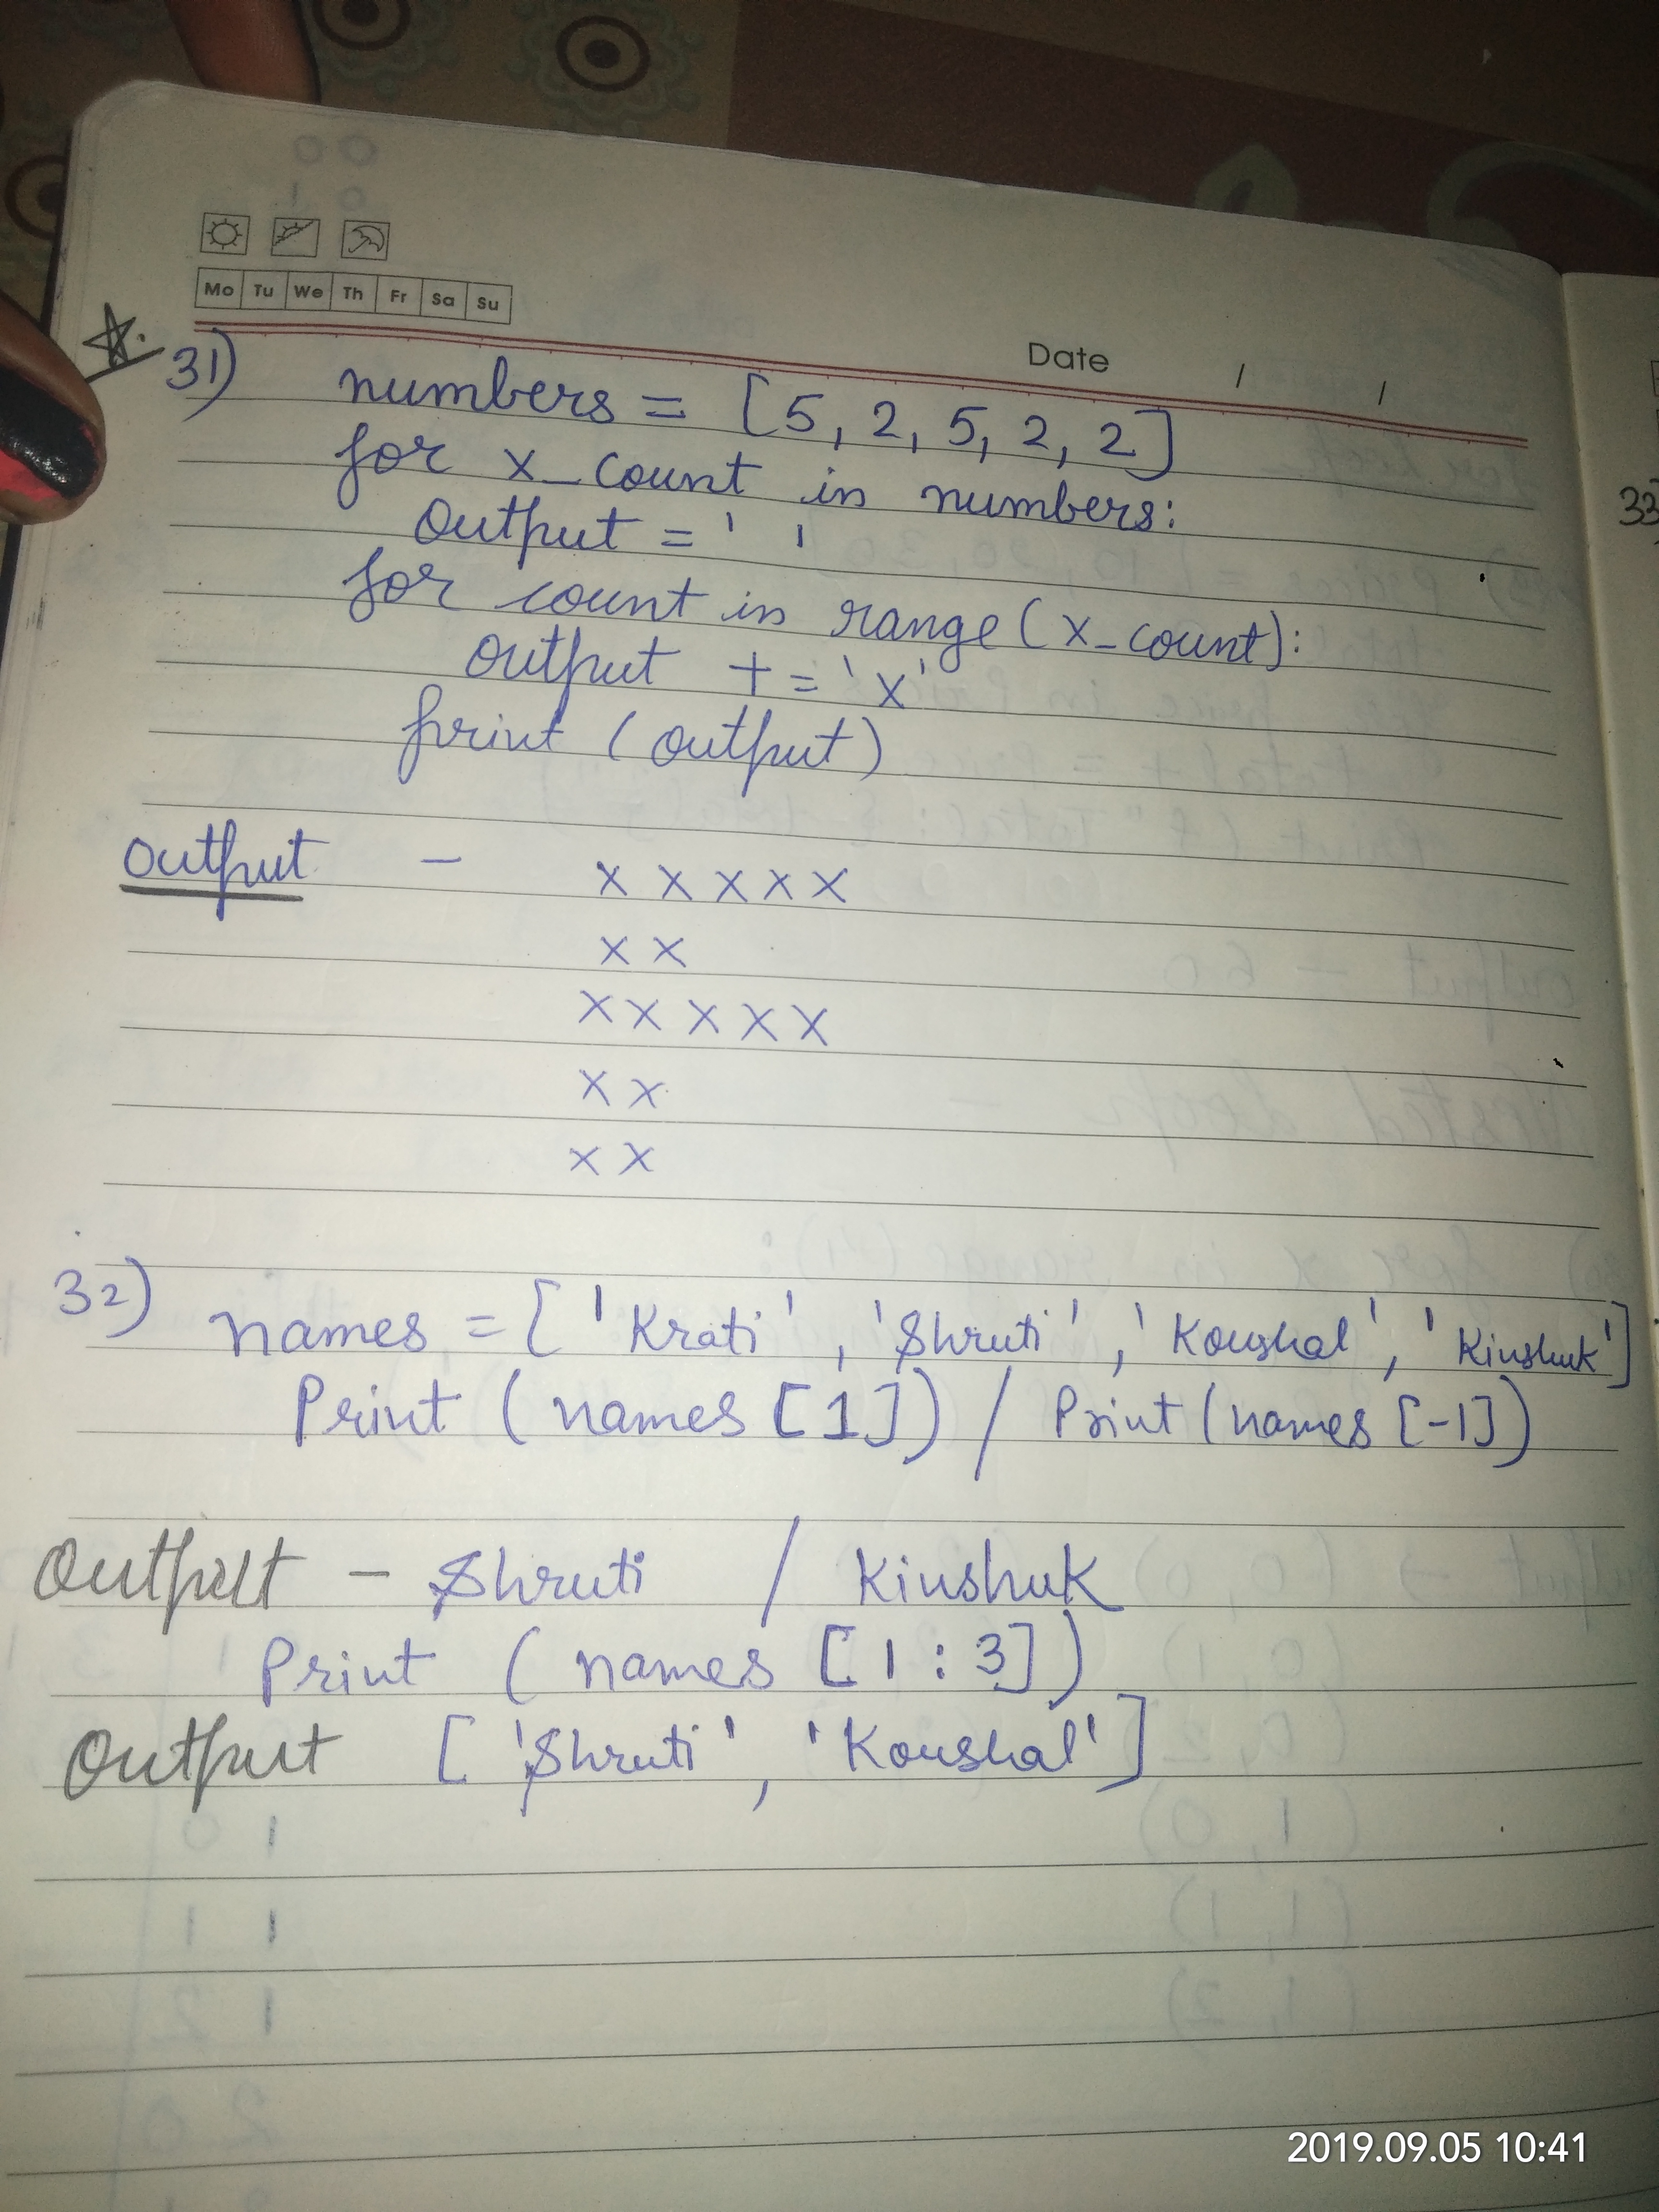 Mo Tu We Th Fr Sa Su
Date / /
31) numbers = [5, 2, 5, 2, 2]
for x_count in numbers:
Output = ' '
for count in range (x_count):
output += 'x'
print (output)
33
output - x x x x x
x x
x x x x x
x x
x x
32) names = ['Krati', 'Shruti', 'Koushal', 'Kinshuk']
Print (names [1]) / Print (names [-1])
Output - Shruti / Kinshuk
Print (names [1 : 3])
Output ['Shruti', 'Koushal']
2019.09.05 10:41